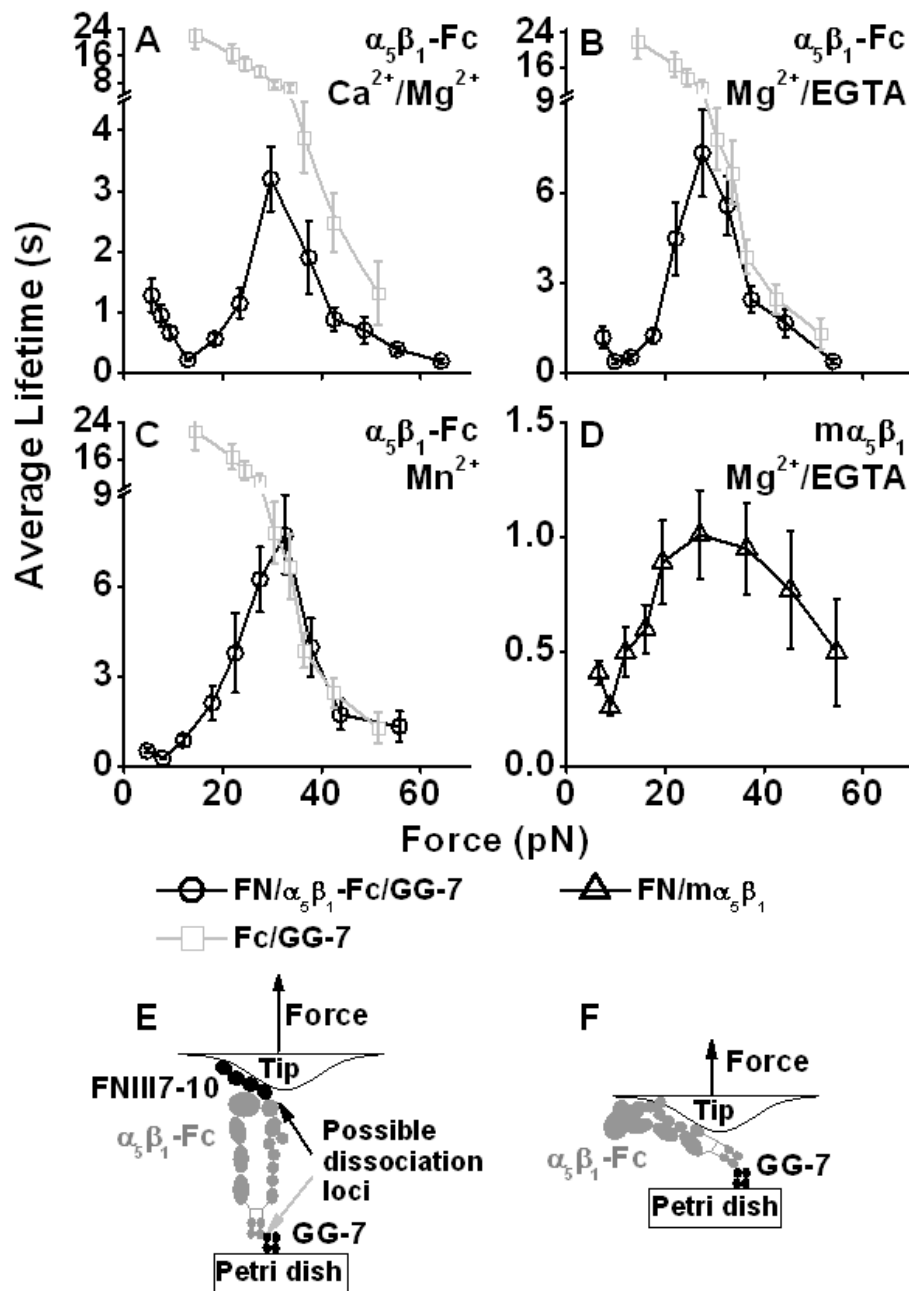 A
α5β1-Fc
Ca2+/Mg2+
24
16
8
4
3
2
1
0
B
α5β1-Fc
Mg2+/EGTA
24
16
9
6
3
0
Average Lifetime (s)
C
α5β1-Fc
Mn2+
24
16
9
6
3
0
0 20 40 60
D
mα5β1
Mg2+/EGTA
1.5
1.0
0.5
0.0
0 20 40 60
Force (pN)
FN/α5β1-Fc/GG-7
FN/mα5β1
Fc/GG-7
E
Force
Tip
FNIII7-10
α5β1-Fc
Possible
dissociation
loci
GG-7
Petri dish
F
Force
Tip
α5β1-Fc
GG-7
Petri dish